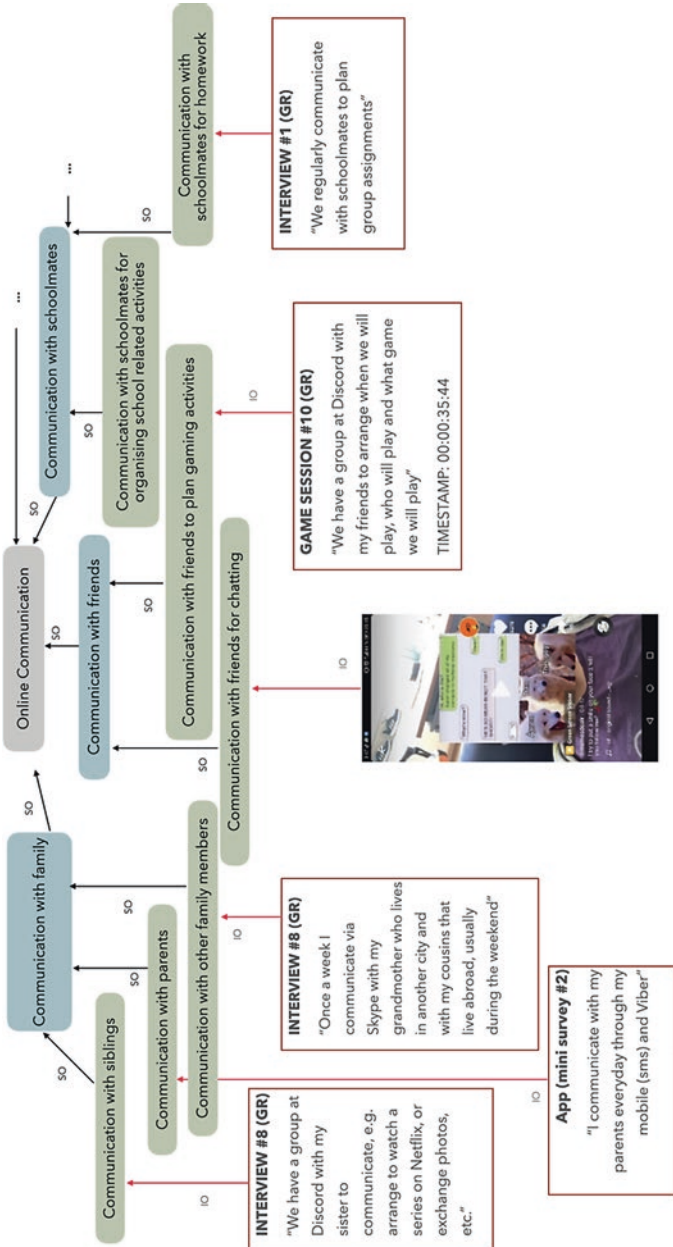 Online Communication
...
...
SO
SO
SO
Communication with family
Communication with friends
Communication with schoolmates
SO
SO
SO
SO
SO
SO
SO
Communication with siblings
Communication with parents
Communication with other family members
Communication with friends for chatting
Communication with friends to plan gaming activities
Communication with schoolmates for
organising school related activities
Communication with
schoolmates for homework
IO
IO
IO
IO
IO
INTERVIEW #8 (GR)
“We have a group at
Discord with my
sister to
communicate, e.g.
arrange to watch a
series on Netflix, or
exchange photos,
etc.”
App (mini survey #2)
“I communicate with my
parents everyday through my
mobile (sms) and Viber”
INTERVIEW #8 (GR)
“Once a week I
communicate via
Skype with my
grandmother who lives
in another city and
with my cousins that
live abroad, usually
during the weekend“
GAME SESSION #10 (GR)
“We have a group at Discord with
my friends to arrange when we will
play, who will play and what game
we will play”
TIMESTAMP: 00:00:35:44
INTERVIEW #1 (GR)
“We regularly communicate
with schoolmates to plan
group assignments”